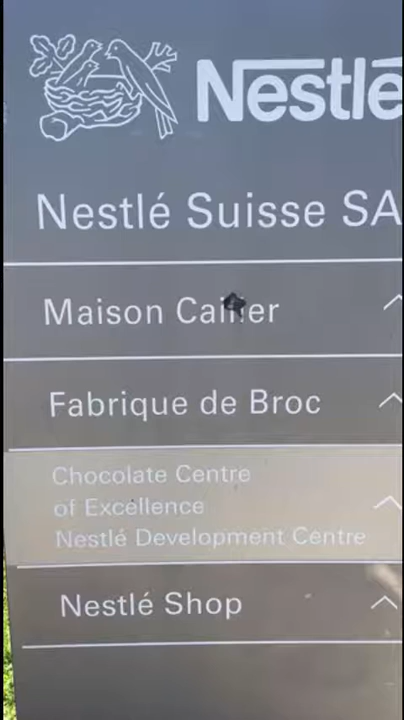 Nestlé
Nestlé Suisse SA
Maison Cailler
Fabrique de Broc
Chocolate Centre
of Excellence
Nestlé Development Centre
Nestlé Shop